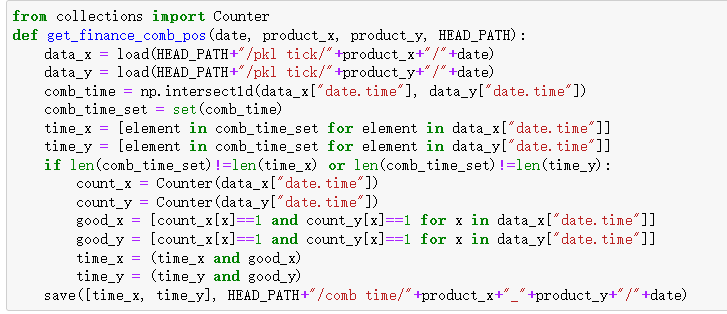 from collections import Counter
def get_finance_comb_pos(date, product_x, product_y, HEAD_PATH):
    data_x = load(HEAD_PATH+"/pkl tick/"+product_x+"/"+date)
    data_y = load(HEAD_PATH+"/pkl tick/"+product_y+"/"+date)
    comb_time = np.intersect1d(data_x["date.time"], data_y["date.time"])
    comb_time_set = set(comb_time)
    time_x = [element in comb_time_set for element in data_x["date.time"]]
    time_y = [element in comb_time_set for element in data_y["date.time"]]
    if len(comb_time_set)!=len(time_x) or len(comb_time_set)!=len(time_y):
        count_x = Counter(data_x["date.time"])
        count_y = Counter(data_y["date.time"])
        good_x = [count_x[x]==1 and count_y[x]==1 for x in data_x["date.time"]]
        good_y = [count_x[x]==1 and count_y[x]==1 for x in data_y["date.time"]]
        time_x = (time_x and good_x)
        time_y = (time_y and good_y)
    save([time_x, time_y], HEAD_PATH+"/comb time/"+product_x+"_"+product_y+"/"+date)